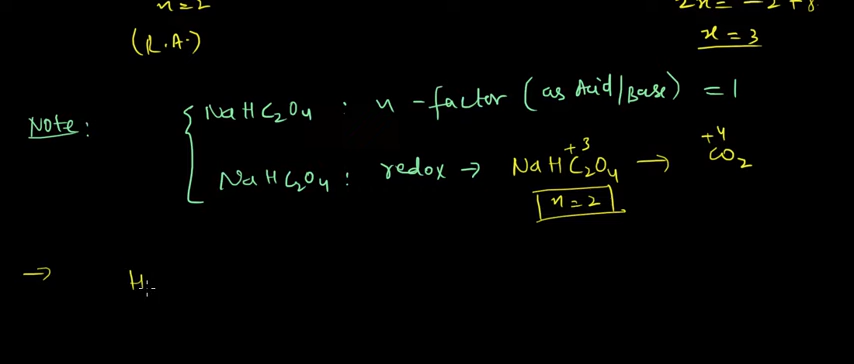 n=2
2x = -2+8
(R.A.)
x = 3
Note: NaHC2O4 : n-factor (as Acid/Base) = 1
+3 +4
NaHC2O4 : redox → NaHC2O4 → CO2
n=2
→ H